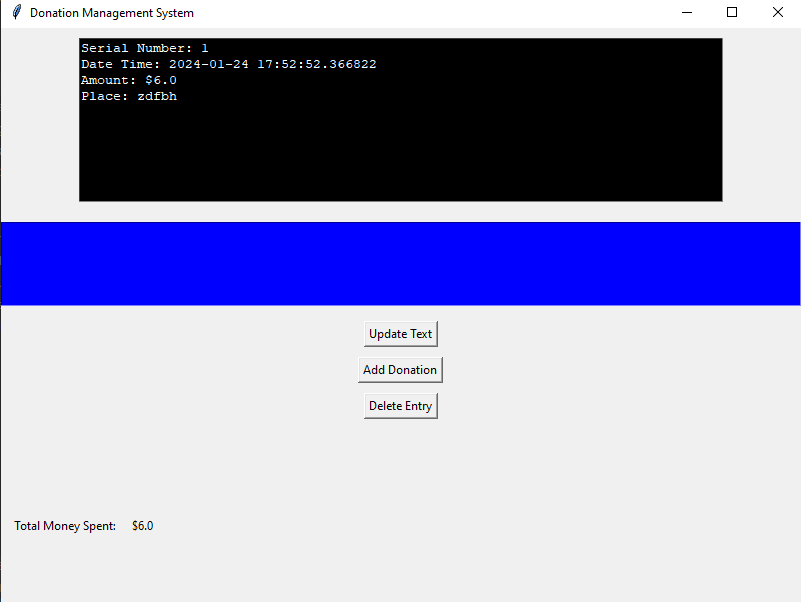 Donation Management System
Serial Number: 1
Date Time: 2024-01-24 17:52:52.366822
Amount: $6.0
Place: zdfbh
Update Text
Add Donation
Delete Entry
Total Money Spent: $6.0